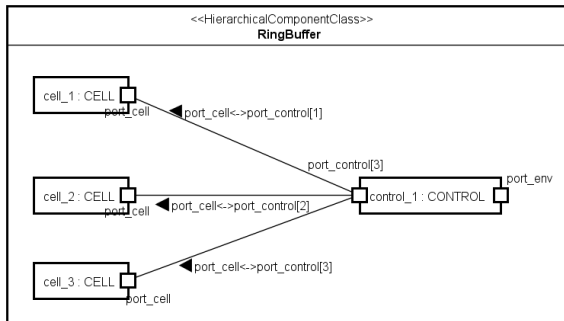 <<HierarchicalComponentClass>>
RingBuffer
cell_1 : CELL
port_cell
port_cell<->port_control[1]
port_control[3]
port_env
cell_2 : CELL
port_cell
port_cell<->port_control[2]
control_1 : CONTROL
port_cell<->port_control[3]
cell_3 : CELL
port_cell